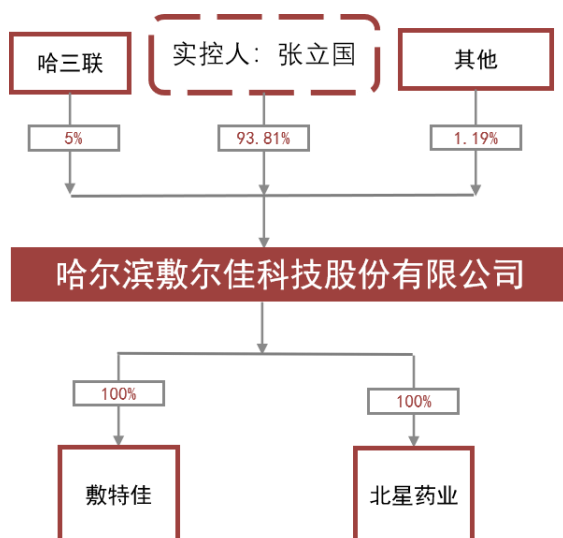 哈三联
实控人：张立国
其他
5%
93.81%
1.19%
哈尔滨敷尔佳科技股份有限公司
100%
100%
敷特佳
北星药业